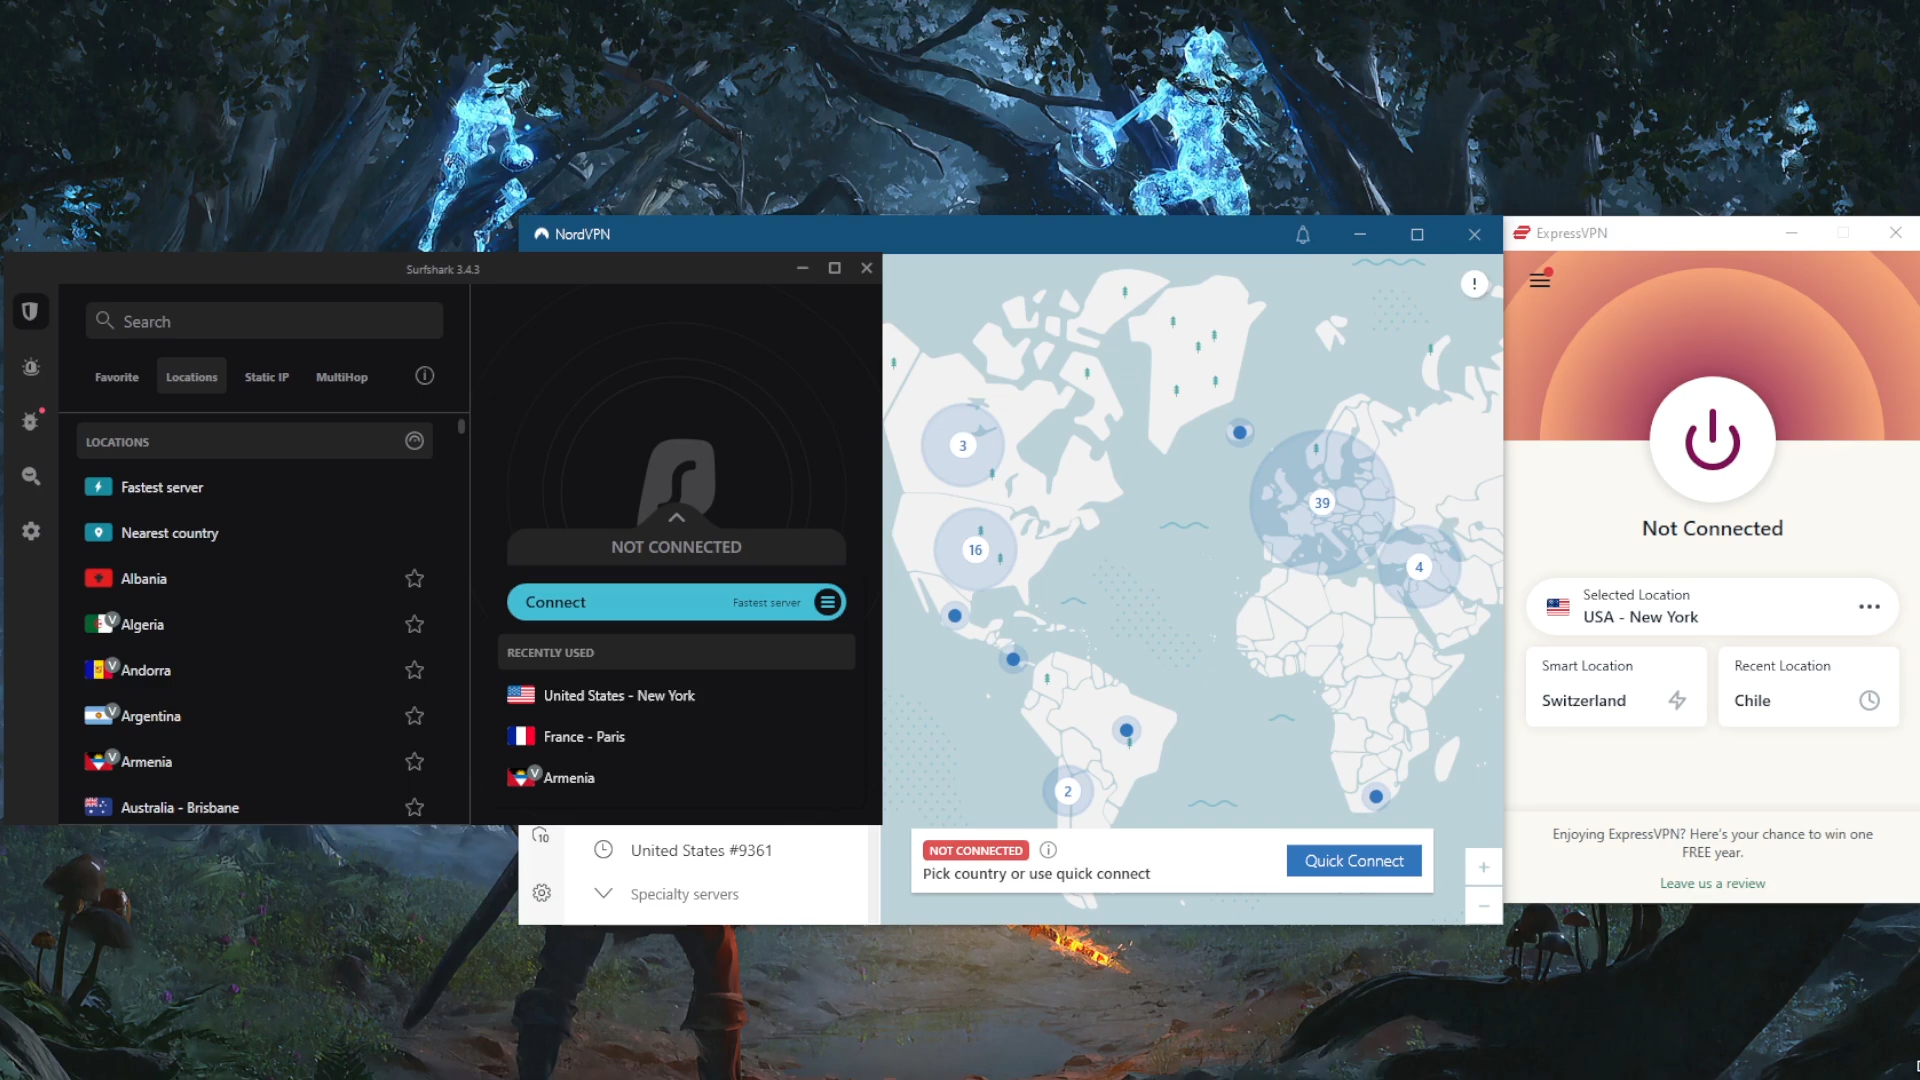 NordVPN
ExpressVPN
Surfshark 3.4.3
Search
Favorite
Locations
Static IP
MultiHop
LOCATIONS
Fastest server
Nearest country
Albania
V Algeria
V Andorra
V Argentina
V Armenia
Australia - Brisbane
NOT CONNECTED
Connect
Fastest server
RECENTLY USED
United States - New York
France - Paris
V Armenia
10
United States #9361
Specialty servers
!
3
39
16
4
2
NOT CONNECTED
Pick country or use quick connect
Quick Connect
+
−
Not Connected
Selected Location
USA - New York
Smart Location
Switzerland
Recent Location
Chile
Enjoying ExpressVPN? Here's your chance to win one
FREE year.
Leave us a review